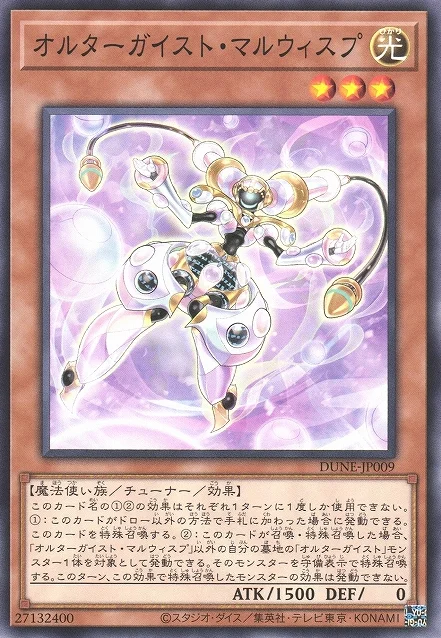 オルターガイスト・マルウィスプ
光
DUNE-JP009
【魔法使い族/チューナー/効果】
このカード名の①②の効果はそれぞれ1ターンに1度しか使用できない。
①:このカードがドロー以外の方法で手札に加わった場合に発動できる。
このカードを特殊召喚する。②:このカードが召喚・特殊召喚した場合、
「オルターガイスト・マルウィスプ」以外の自分の墓地の「オルターガイスト」モン
スター1体を対象として発動できる。そのモンスターを守備表示で特殊召喚
する。このターン、この効果で特殊召喚したモンスターの効果は発動できない。
ATK/1500 DEF/ 0
27132400
©スタジオ・ダイス/集英社・テレビ東京・KONAMI